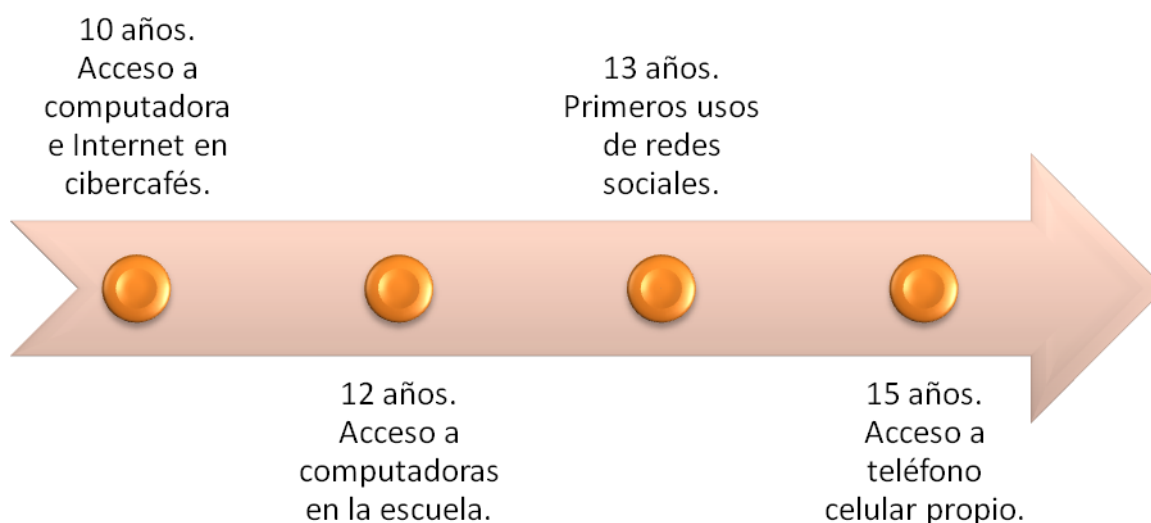 10 años.
Acceso a
computadora
e Internet en
cibercafés.
12 años.
Acceso a
computadoras
en la escuela.
13 años.
Primeros usos
de redes
sociales.
15 años.
Acceso a
teléfono
celular propio.